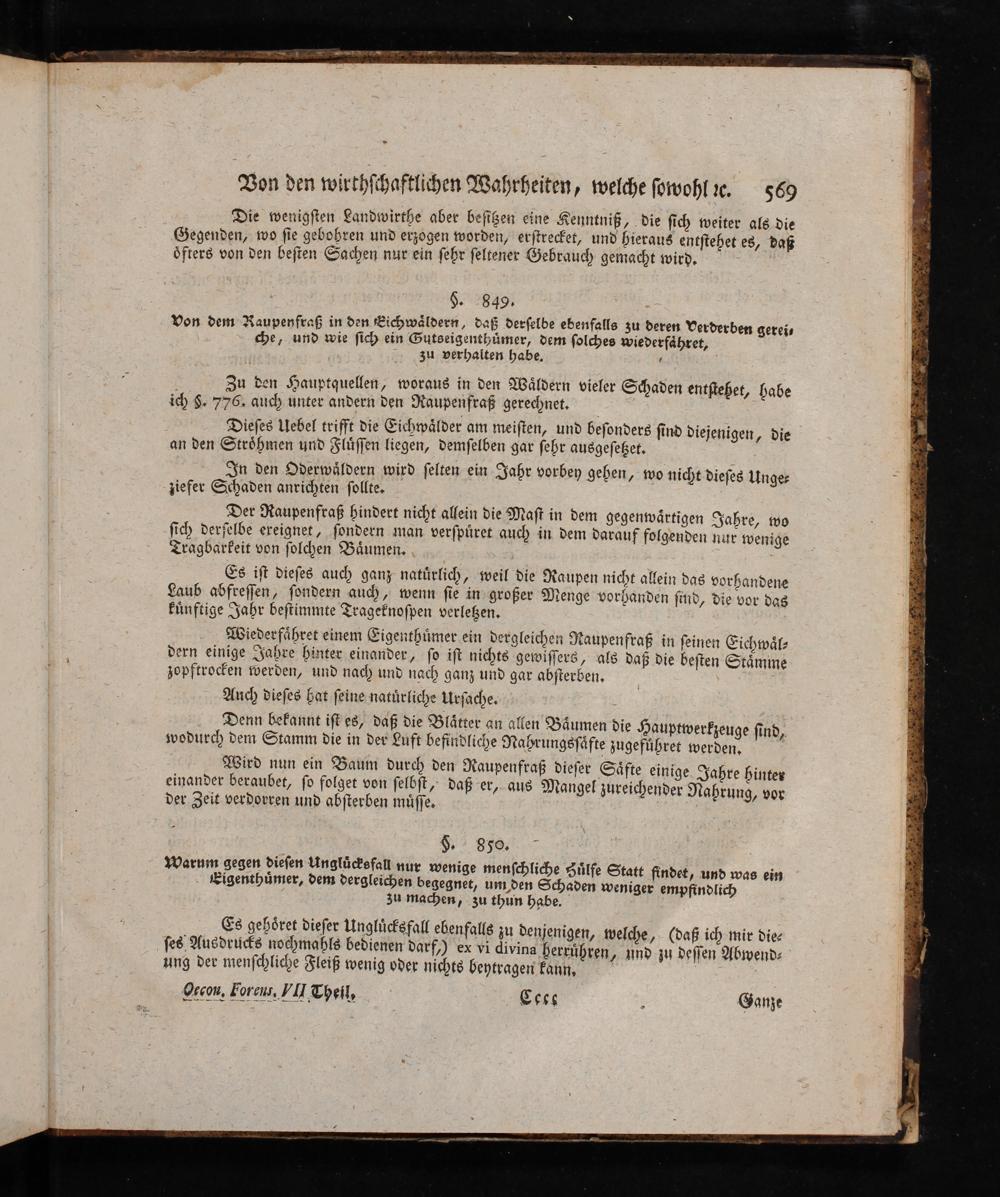 Von den wirthschaftlichen Wahrheiten, welche sowohl ꝛc. 569
Die wenigsten Landwirthe aber besitzen eine Kenntniß, die sich weiter als die
Gegenden, wo sie gebohren und erzogen worden, erstrecket, und hieraus entstehet es, daß
öfters von den besten Sachen nur ein sehr seltener Gebrauch gemacht wird.
§. 849.
Von dem Raupenfraß in den Eichwäldern, daß derselbe ebenfalls zu deren Verderben gerei-
che, und wie sich ein Gutseigenthümer, dem solches wiederfähret,
zu verhalten habe.
Zu den Hauptquellen, woraus in den Wäldern vieler Schaden entstehet, habe
ich §. 776. auch unter andern den Raupenfraß gerechnet.
Dieses Uebel trifft die Eichwälder am meisten, und besonders sind diejenigen, die
an den Ströhmen und Flüssen liegen, demselben gar sehr ausgesetzet.
In den Oderwäldern wird selten ein Jahr vorbey gehen, wo nicht dieses Unge-
ziefer Schaden anrichten sollte.
Der Raupenfraß hindert nicht allein die Mast in dem gegenwärtigen Jahre, wo
sich derselbe ereignet, sondern man verspüret auch in dem darauf folgenden nur wenige
Tragbarkeit von solchen Bäumen.
Es ist dieses auch ganz natürlich, weil die Raupen nicht allein das vorhandene
Laub abfressen, sondern auch, wenn sie in großer Menge vorhanden sind, die vor das
künftige Jahr bestimmte Trageknospen verletzen.
Wiederfähret einem Eigenthümer ein dergleichen Raupenfraß in seinen Eichwäl-
dern einige Jahre hinter einander, so ist nichts gewissers, als daß die besten Stämme
zopftrocken werden, und nach und nach ganz und gar absterben.
Auch dieses hat seine natürliche Ursache.
Denn bekannt ist es, daß die Blätter an allen Bäumen die Hauptwerkzeuge sind,
wodurch dem Stamm die in der Luft befindliche Nahrungssäfte zugeführet werden.
Wird nun ein Baum durch den Raupenfraß dieser Säfte einige Jahre hinter
einander beraubet, so folget von selbst, daß er, aus Mangel zureichender Nahrung, vor
der Zeit verdorren und absterben müsse.
§. 850.
Warum gegen diesen Unglücksfall nur wenige menschliche Hülfe Statt findet, und was ein
Eigenthümer, dem dergleichen begegnet, um den Schaden weniger empfindlich
zu machen, zu thun habe.
Es gehöret dieser Unglücksfall ebenfalls zu denjenigen, welche, (daß ich mir die-
ses Ausdrucks nochmahls bedienen darf,) ex vi divina herrühren, und zu dessen Abwend-
ung der menschliche Fleiß wenig oder nichts beytragen kann.
Oecon. Forens. VII Theil. Cccc Ganze